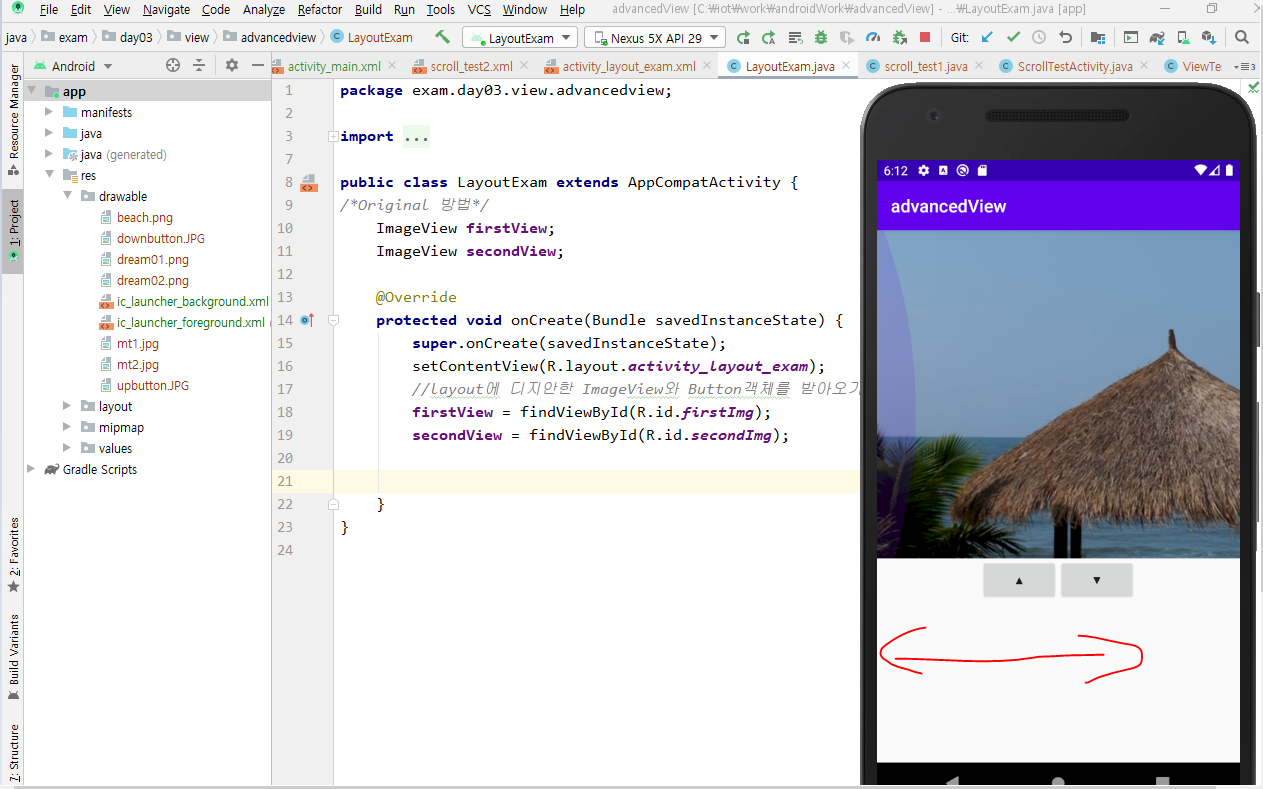 File Edit View Navigate Code Analyze Refactor Build Run Tools VCS Window Help advancedView [C:₩iot₩work₩androidWork₩advancedView] - ...₩LayoutExam.java [app]
java exam day03 view advancedview LayoutExam LayoutExam Nexus 5X API 29 Git:
Android activity_main.xml scroll_test2.xml activity_layout_exam.xml LayoutExam.java scroll_test1.java ScrollTestActivity.java ViewTe 3
Resource Manager
1: Project
2: Favorites
Build Variants
7: Structure
app
manifests
java
java (generated)
res
drawable
beach.png
downbutton.JPG
dream01.png
dream02.png
ic_launcher_background.xml
ic_launcher_foreground.xml
mt1.jpg
mt2.jpg
upbutton.JPG
layout
mipmap
values
Gradle Scripts
1 package exam.day03.view.advancedview;
2
3 import ...
7
8 public class LayoutExam extends AppCompatActivity {
9 /*Original 방법*/
10 ImageView firstView;
11 ImageView secondView;
12
13 @Override
14 protected void onCreate(Bundle savedInstanceState) {
15 super.onCreate(savedInstanceState);
16 setContentView(R.layout.activity_layout_exam);
17 //layout에 디지안한 ImageView와 Button객체를 받아오기
18 firstView = findViewById(R.id.firstImg);
19 secondView = findViewById(R.id.secondImg);
20
21
22 }
23 }
24
6:12
advancedView
▲ ▼